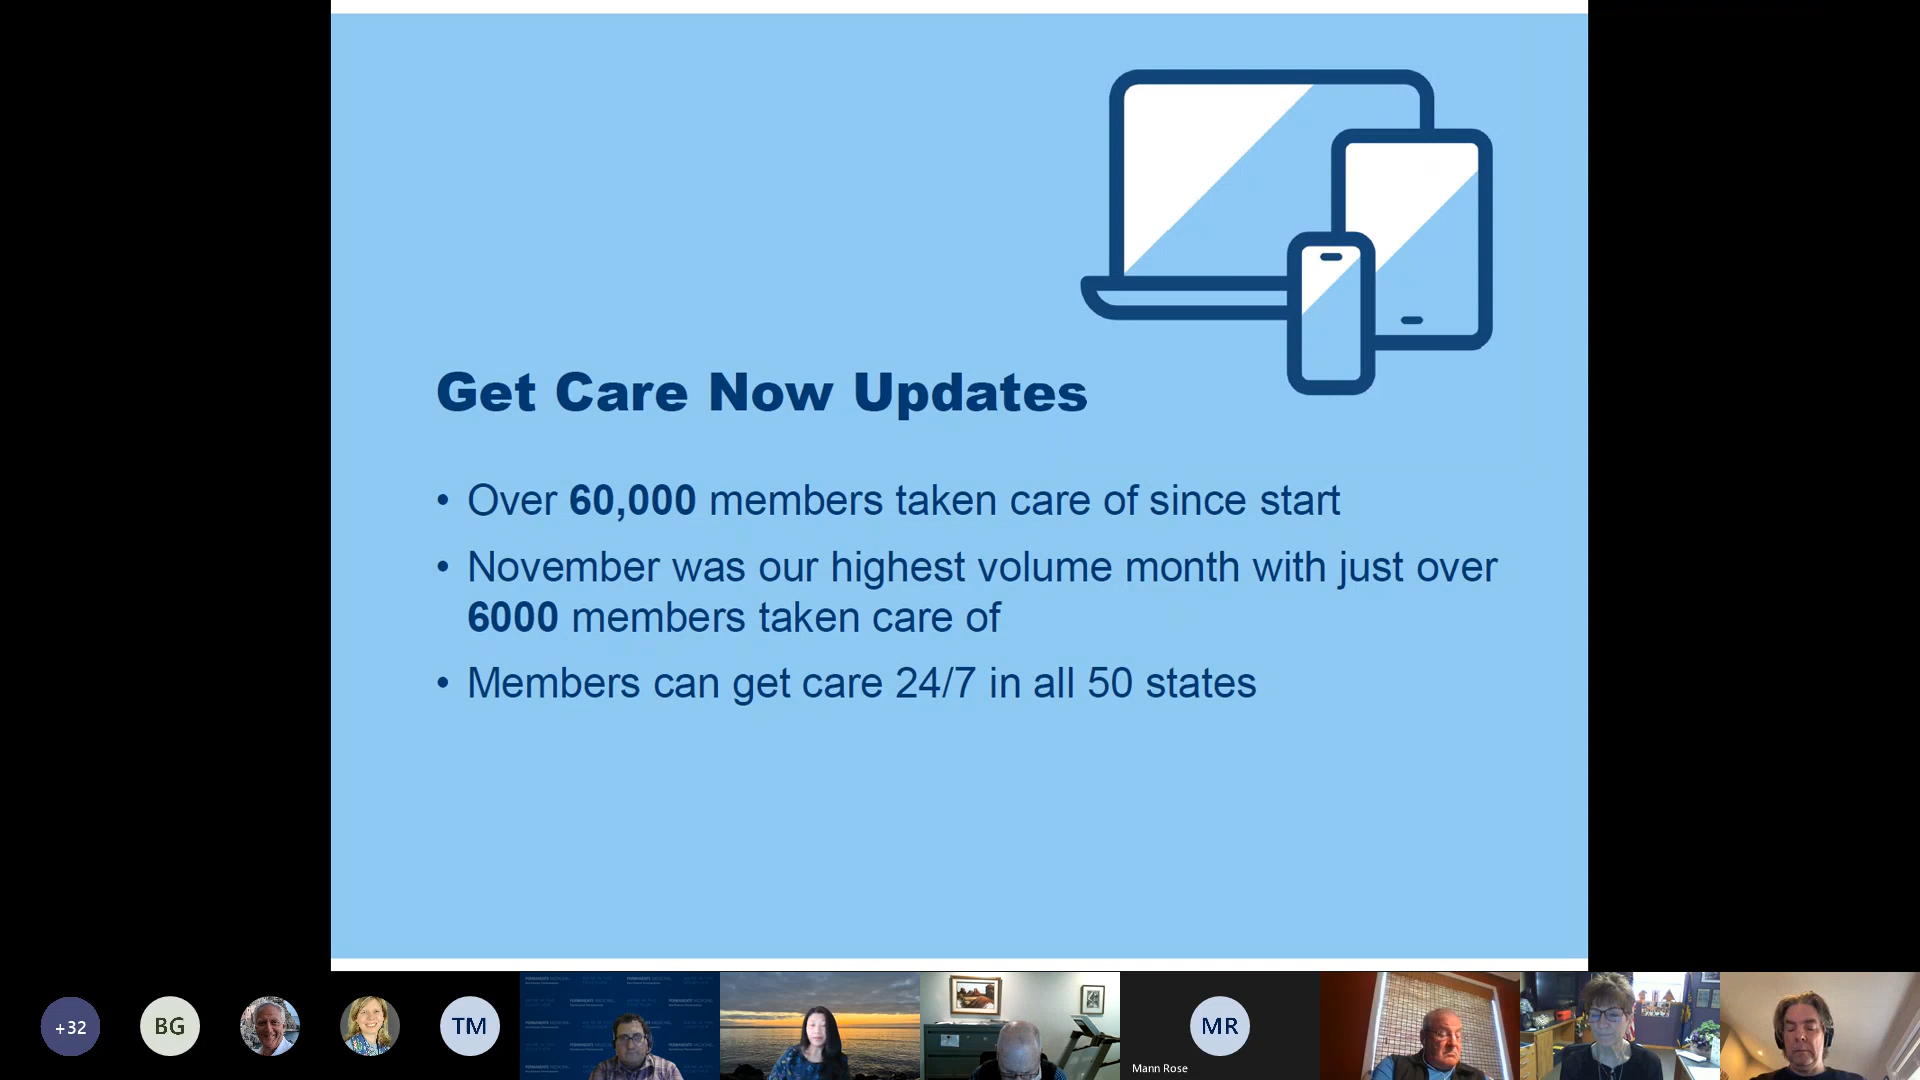 Get Care Now Updates
• Over 60,000 members taken care of since start
• November was our highest volume month with just over
6000 members taken care of
• Members can get care 24/7 in all 50 states
+32
BG
TM
MR
Mann Rose